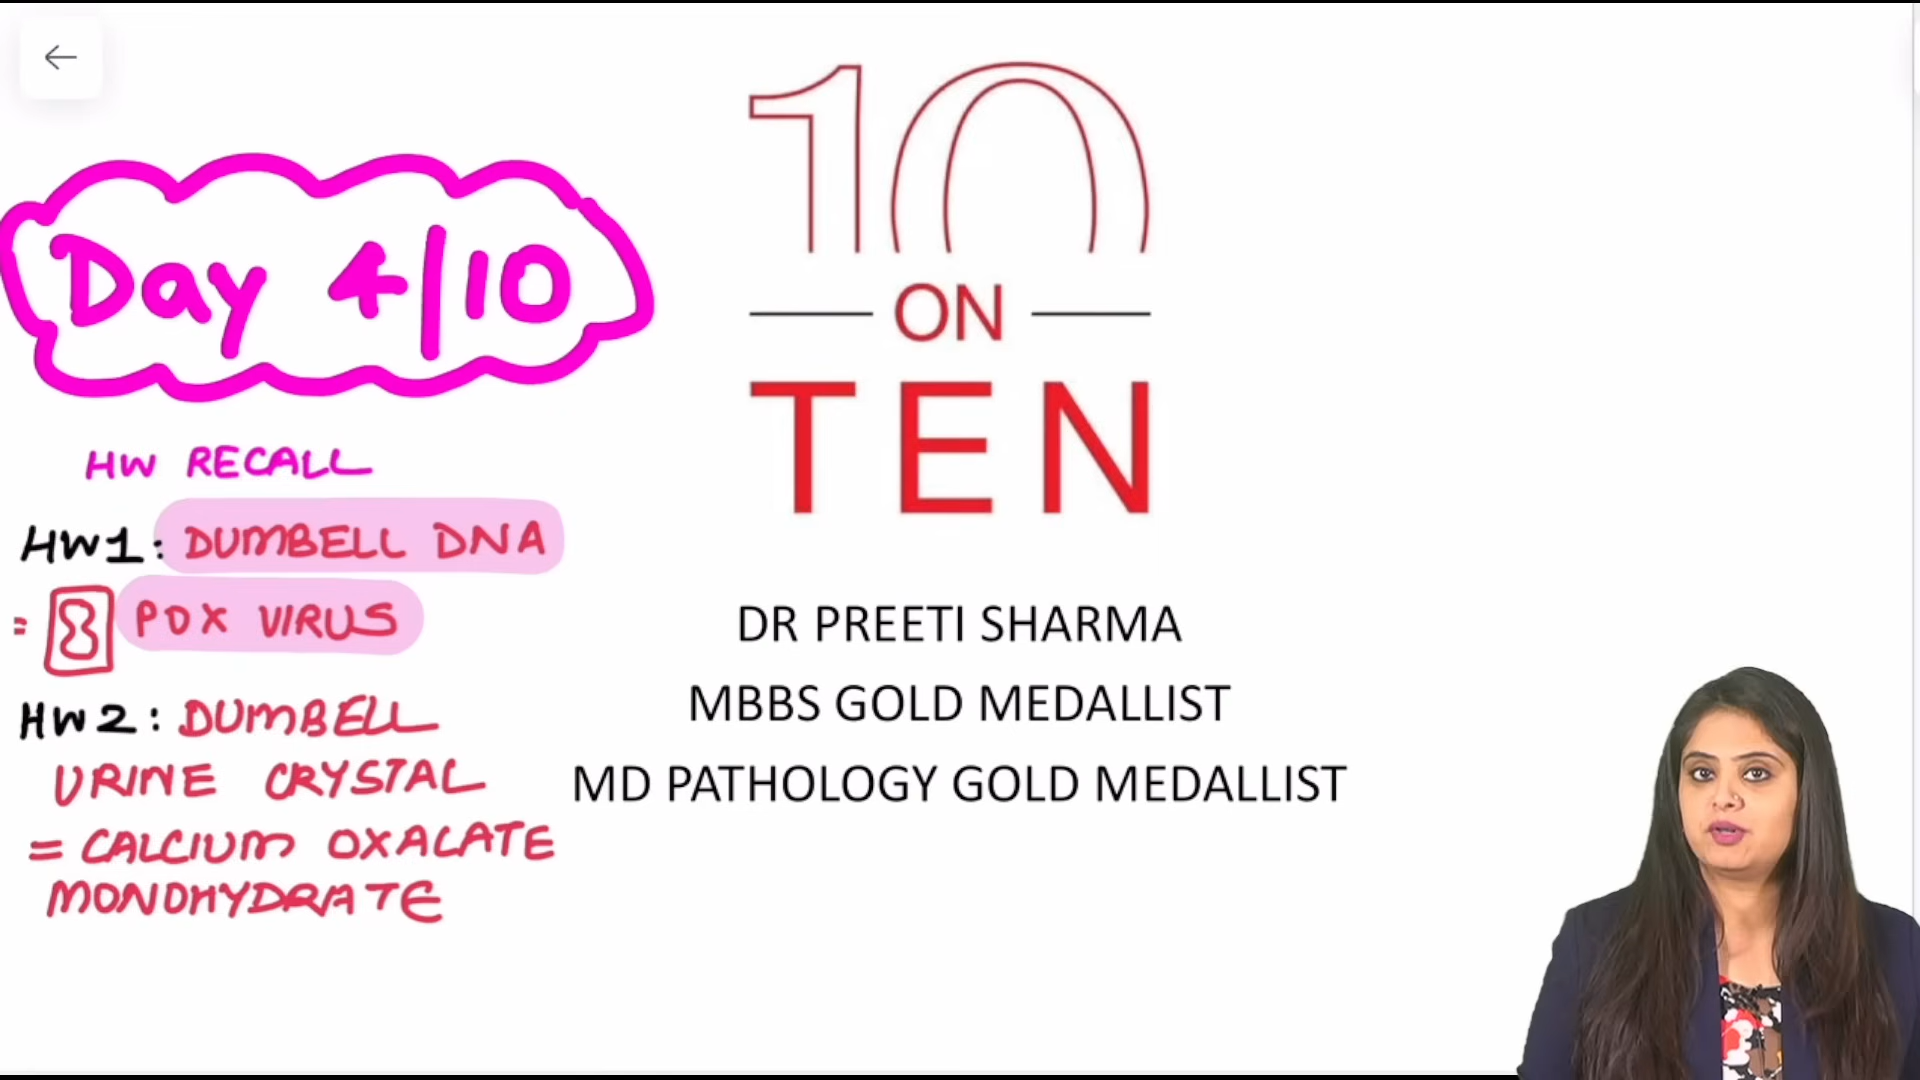 10
ON
TEN
Day 4/10
HW RECALL
HW1: DUMBELL DNA
= POX VIRUS
HW2: DUMBELL
URINE CRYSTAL
= CALCIUM OXALATE
MONOHYDRATE
DR PREETI SHARMA
MBBS GOLD MEDALLIST
MD PATHOLOGY GOLD MEDALLIST